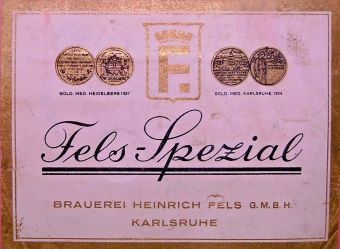 F.
GOLD. MED. HEIDELBERG 1927
GOLD. MED. KARLSRUHE 1924
Fels-Spezial
BRAUEREI HEINRICH FELS G.M.B.H.
KARLSRUHE